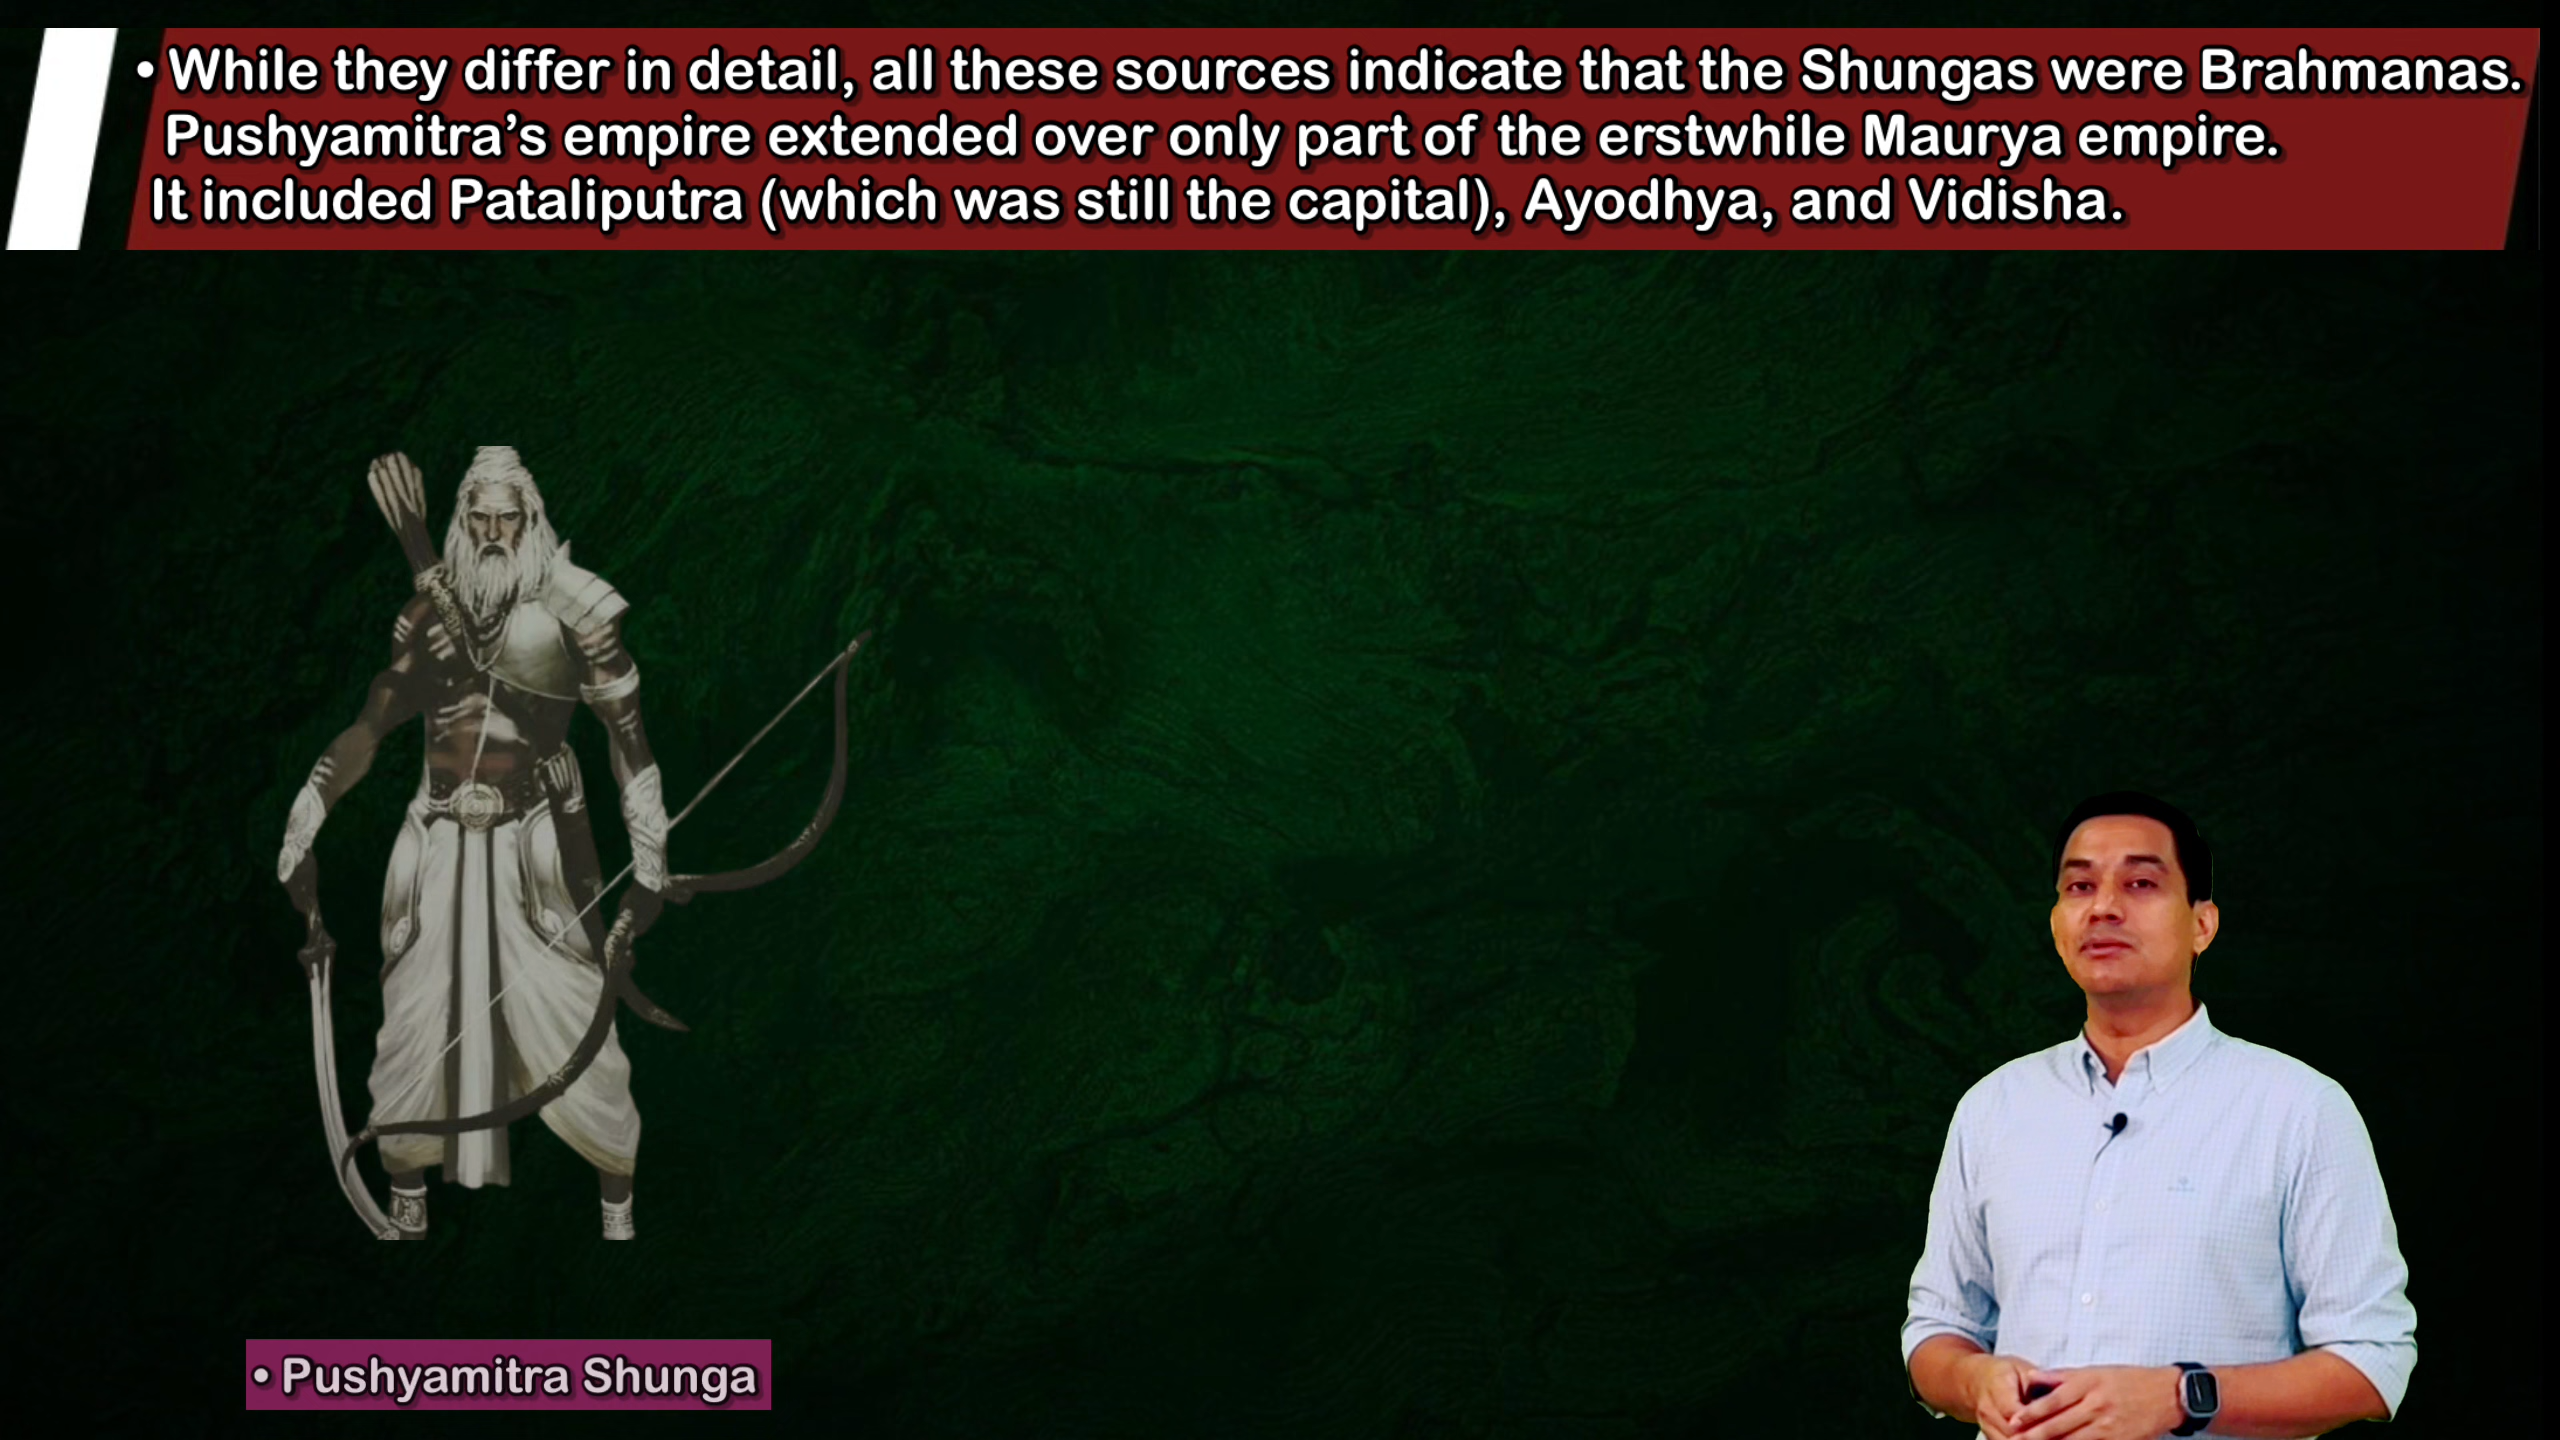 • While they differ in detail, all these sources indicate that the Shungas were Brahmanas.
Pushyamitra’s empire extended over only part of the erstwhile Maurya empire.
It included Pataliputra (which was still the capital), Ayodhya, and Vidisha.
• Pushyamitra Shunga